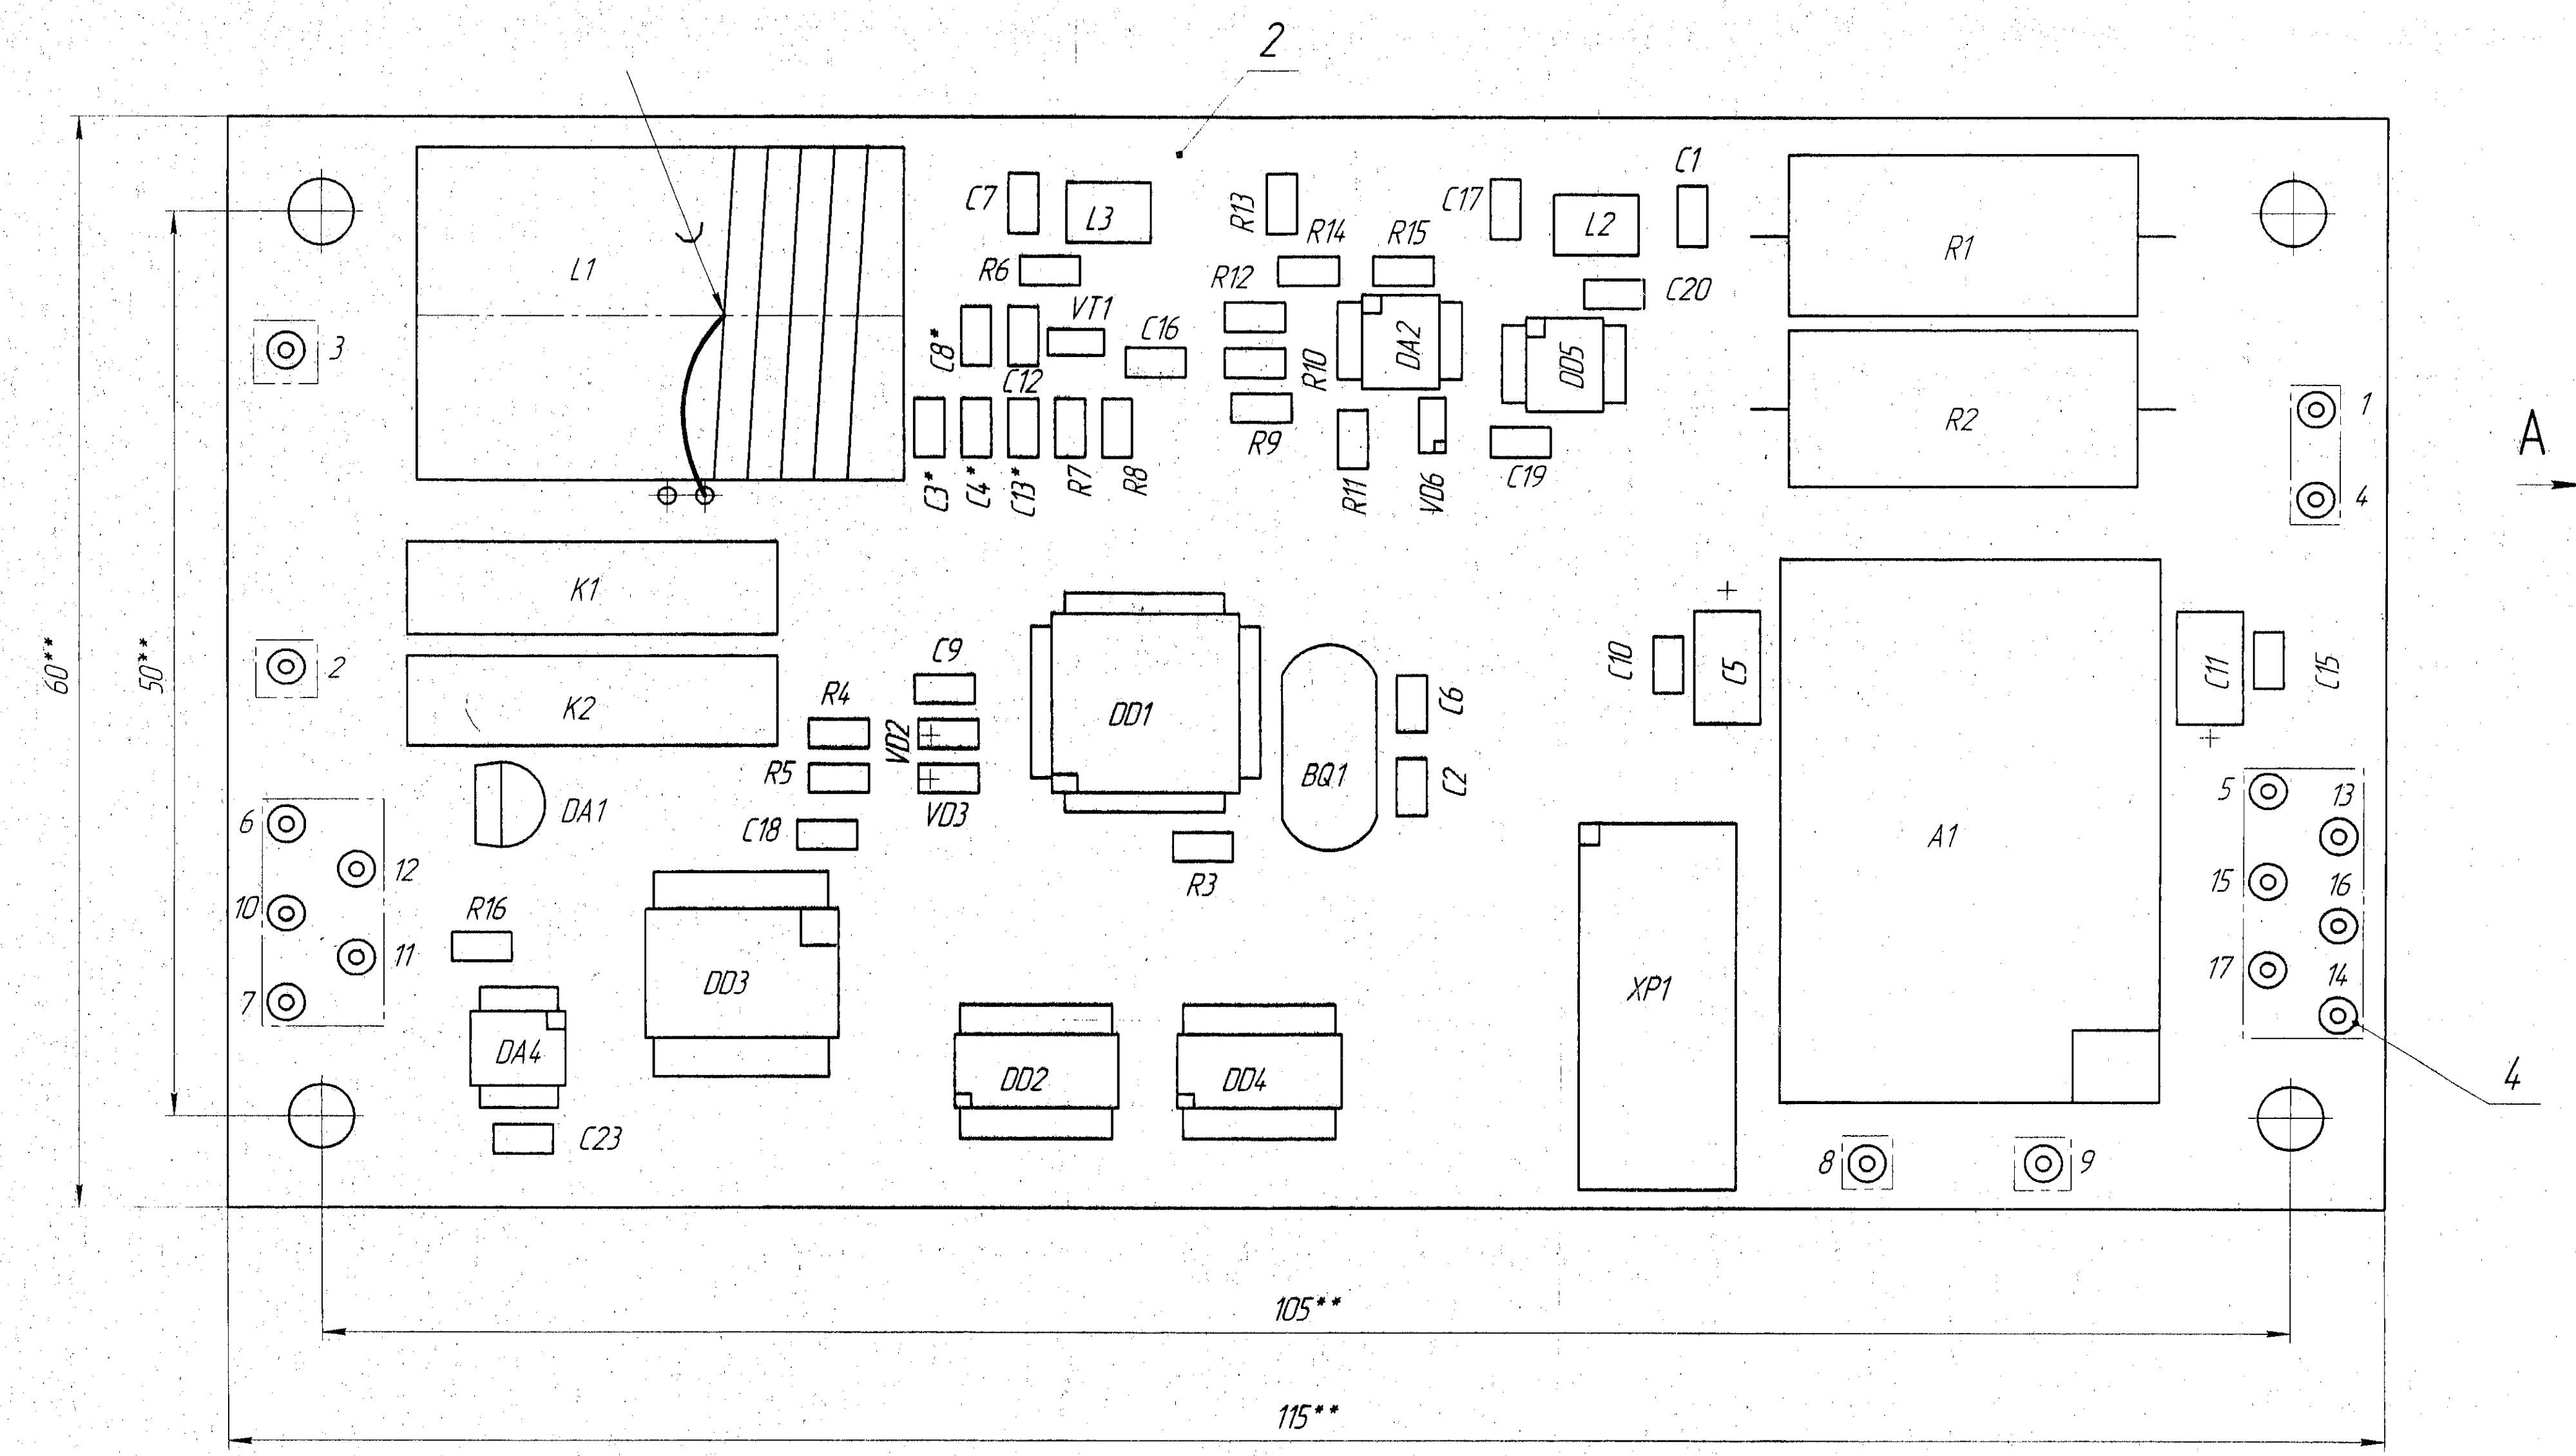 2
C1
C7
L3
R13
C17
L2
R14
R15
R1
L1
R6
R12
C20
VT1
C16
3
C8*
C12
R10
DA2
DD5
1
R2
A
R9
C3*
C4*
C13*
R7
R8
R11
VD6
C19
4
K1
C9
C10
C5
C11
C15
2
60**
50**
K2
R4
VD2
DD1
C6
R5
BQ1
C2
VD3
DA1
C18
5
13
6
A1
12
R3
15
16
10
R16
11
17
14
7
DD3
XP1
DA4
DD2
DD4
4
C23
8
9
105**
115**